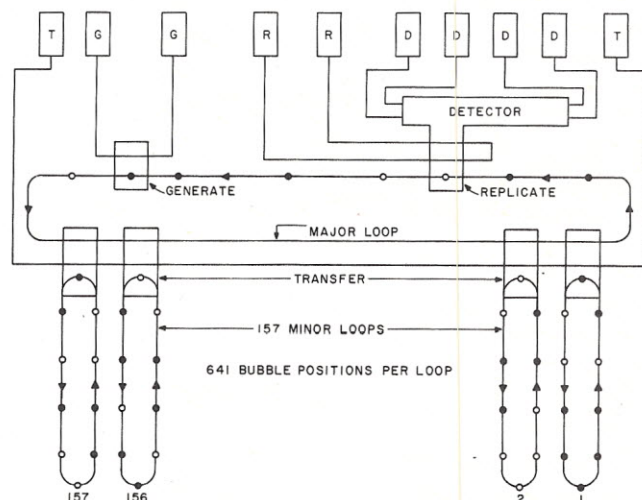 T G G R R D D D D T
DETECTOR
GENERATE
REPLICATE
MAJOR LOOP
TRANSFER
157 MINOR LOOPS
641 BUBBLE POSITIONS PER LOOP
157 156 2 1